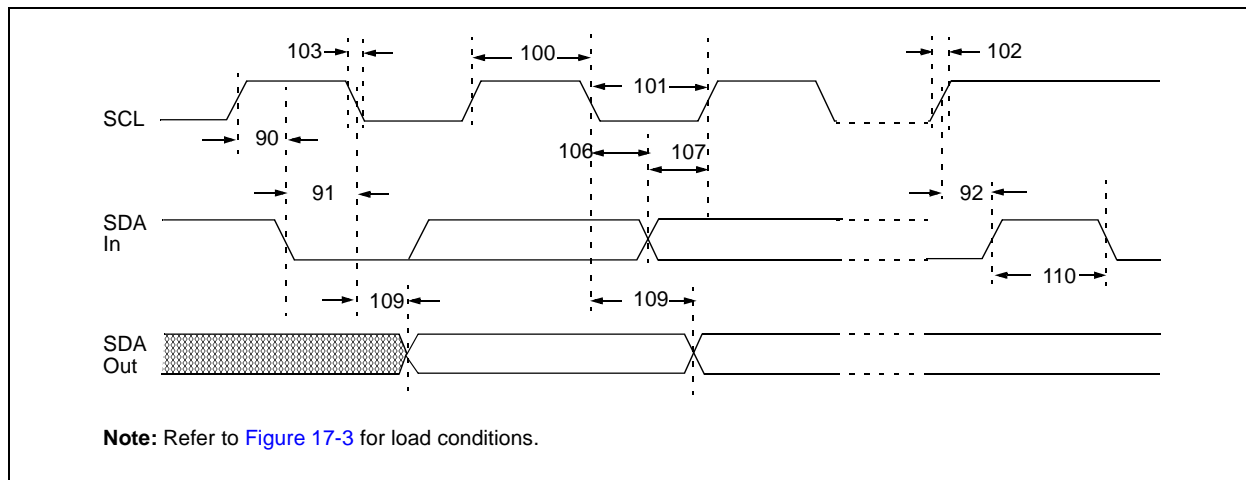 103
100
102
101
SCL
90
106
107
91
92
SDA
In
109
109
110
SDA
Out
Note: Refer to Figure 17-3 for load conditions.